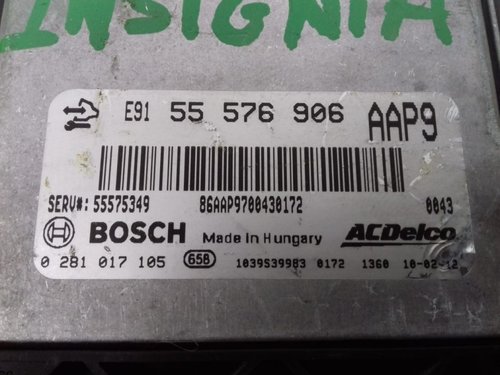 INSIGNIA
E91 55 576 906 AAP9
SERV#: 55575349 86AAP9700430172 0043
BOSCH Made in Hungary ACDelco
0 281 017 105 658 1039S39983 0172 1360 10-02-12